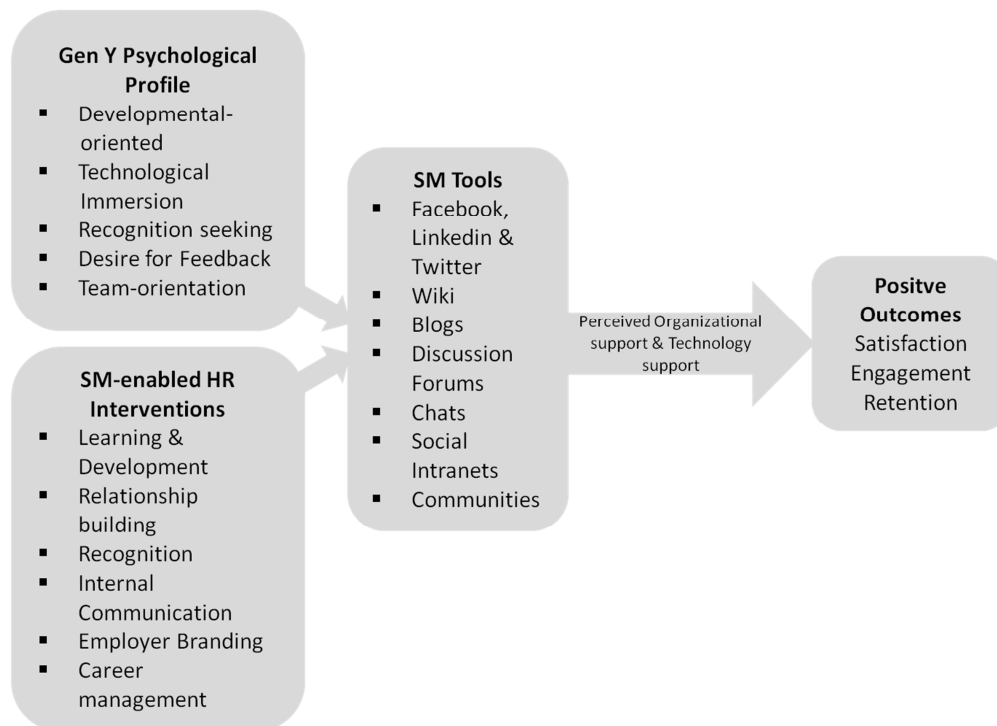 Gen Y Psychological
Profile
▪ Developmental-
oriented
▪ Technological
Immersion
▪ Recognition seeking
▪ Desire for Feedback
▪ Team-orientation
SM-enabled HR
Interventions
▪ Learning &
Development
▪ Relationship
building
▪ Recognition
▪ Internal
Communication
▪ Employer Branding
▪ Career
management
SM Tools
▪ Facebook,
Linkedin &
Twitter
▪ Wiki
▪ Blogs
▪ Discussion
Forums
▪ Chats
▪ Social
Intranets
▪ Communities
Perceived Organizational
support & Technology
support
Positve
Outcomes
Satisfaction
Engagement
Retention